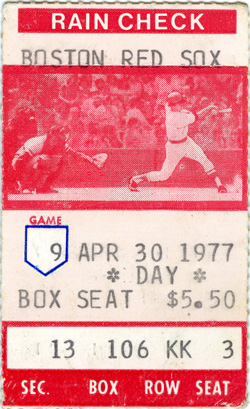 RAIN CHECK
BOSTON RED SOX
GAME
9 APR 30 1977
* DAY *
BOX SEAT $5.50
13 106 KK 3
SEC. BOX ROW SEAT